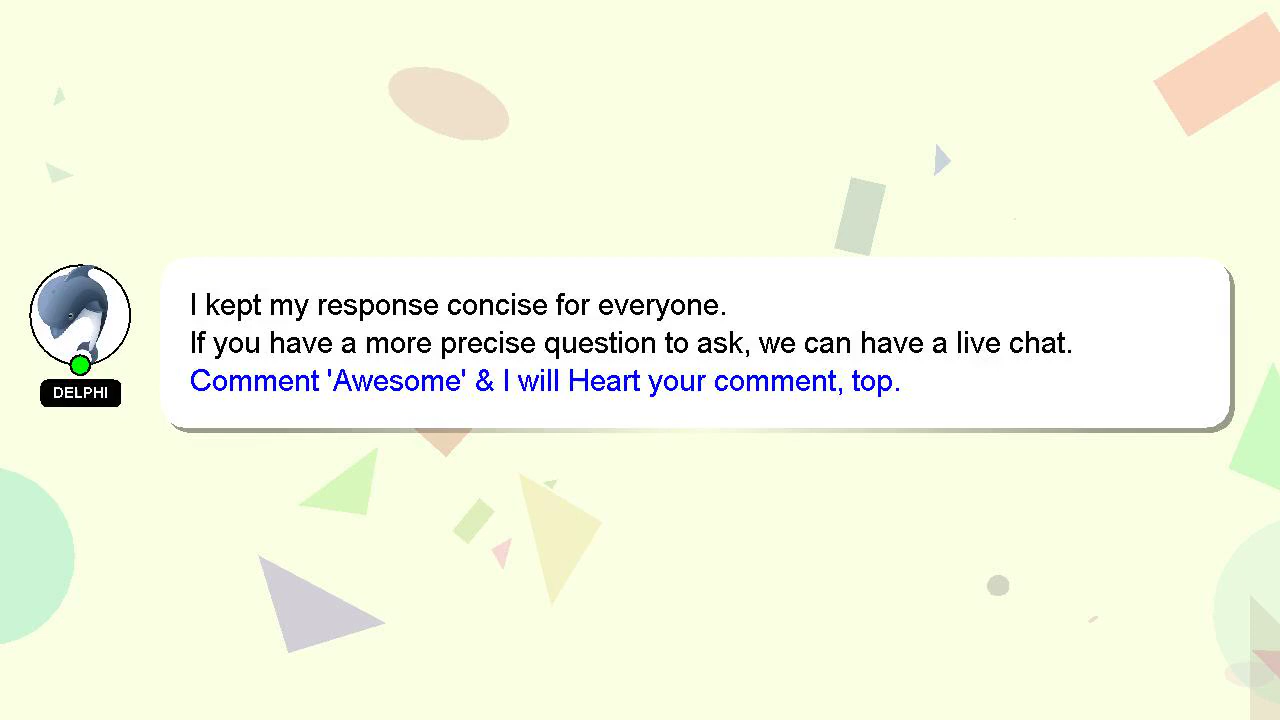 I kept my response concise for everyone.
If you have a more precise question to ask, we can have a live chat.
Comment 'Awesome' & I will Heart your comment, top.
DELPHI